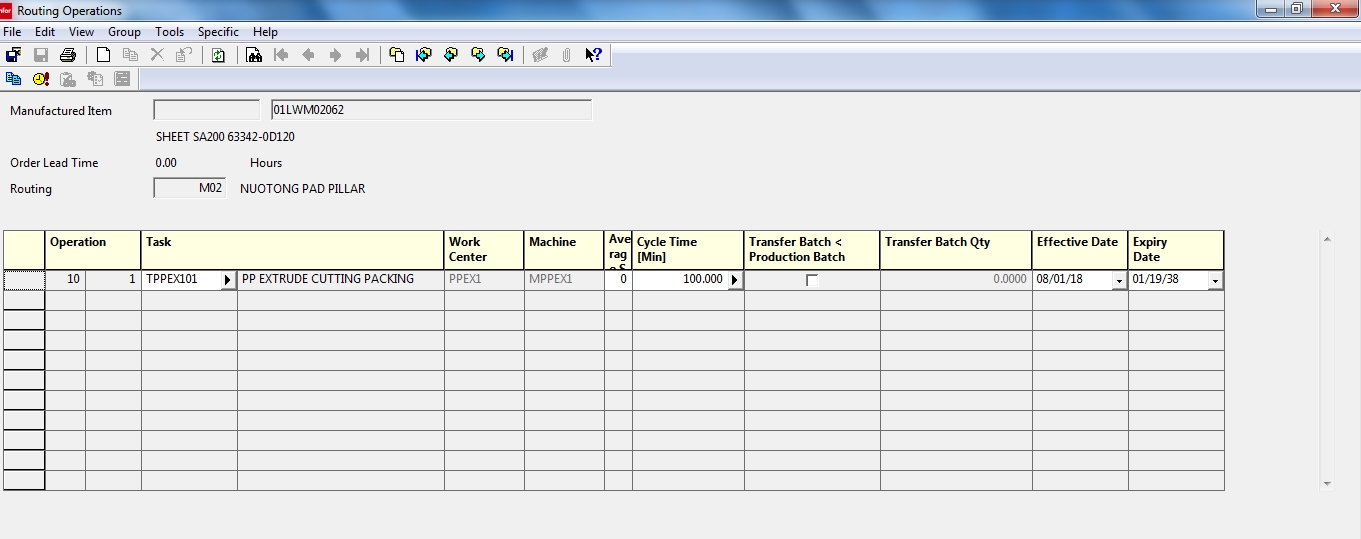 nfor Routing Operations
File Edit View Group Tools Specific Help
Manufactured Item 01LWM02062
SHEET SA200 63342-0D120
Order Lead Time 0.00 Hours
Routing M02 NUOTONG PAD PILLAR
Operation Task Work Center Machine Ave rag e S Cycle Time [Min] Transfer Batch < Production Batch Transfer Batch Qty Effective Date Expiry Date
10 1 TPPEX101 PP EXTRUDE CUTTING PACKING PPEX1 MPPEX1 0 100.000 0.0000 08/01/18 01/19/38